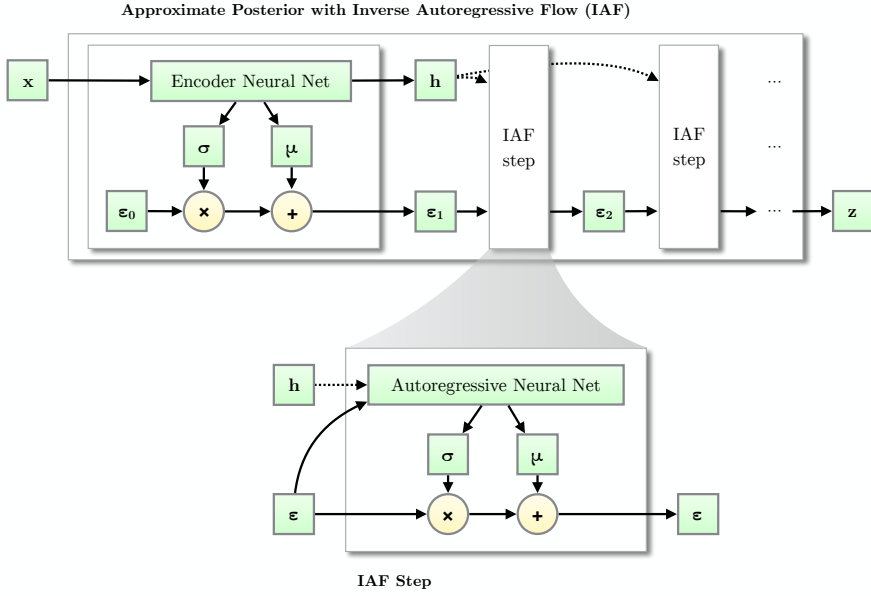 Approximate Posterior with Inverse Autoregressive Flow (IAF)
x
Encoder Neural Net
h
IAF
step
IAF
step
...
...
σ
μ
ε₀
×
+
ε₁
ε₂
...
z
h
Autoregressive Neural Net
σ
μ
ε
×
+
ε
IAF Step